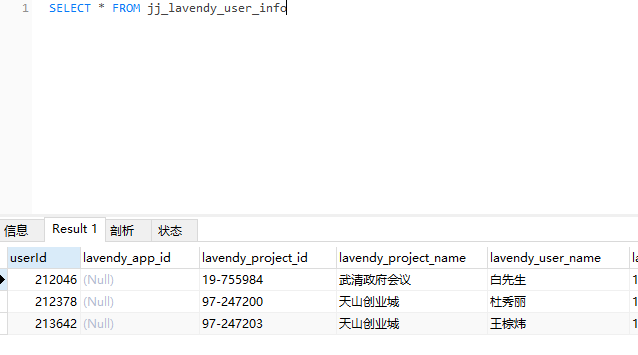 1 SELECT * FROM jj_lavendy_user_info
信息 Result 1 剖析 状态
userId lavendy_app_id lavendy_project_id lavendy_project_name lavendy_user_name
212046 (Null) 19-755984 武清政府会议 白先生 1
212378 (Null) 97-247200 天山创业城 杜秀丽 1
213642 (Null) 97-247203 天山创业城 王棕炜 1